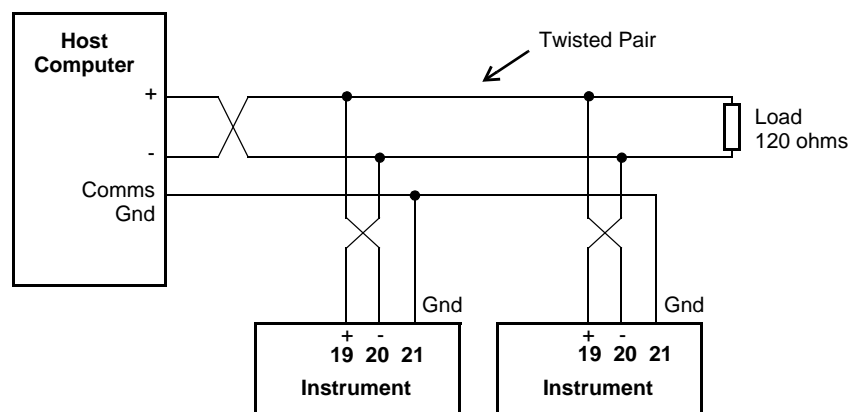 Host
Computer
Twisted Pair
+
-
Load
120 ohms
Comms
Gnd
Gnd
Gnd
+ -
19 20 21
Instrument
+ -
19 20 21
Instrument